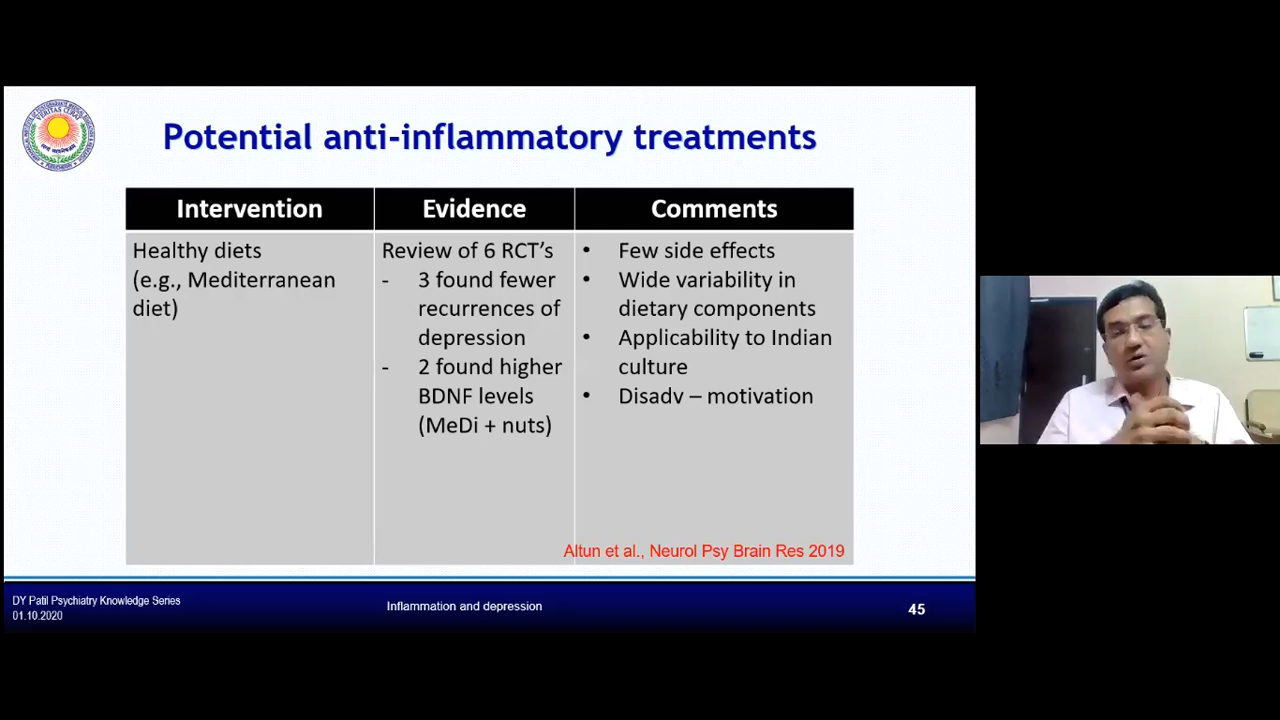 VERITAS CURAT
Potential anti-inflammatory treatments
Intervention
Evidence
Comments
Healthy diets
(e.g., Mediterranean
diet)
Review of 6 RCT's
- 3 found fewer
recurrences of
depression
- 2 found higher
BDNF levels
(MeDi + nuts)
• Few side effects
• Wide variability in
dietary components
• Applicability to Indian
culture
• Disadv – motivation
Altun et al., Neurol Psy Brain Res 2019
DY Patil Psychiatry Knowledge Series
01.10.2020
Inflammation and depression
45